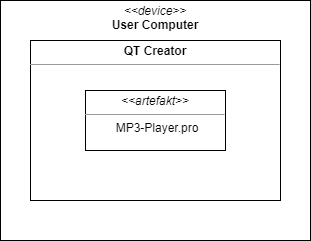 <<device>>
User Computer
QT Creator
<<artefakt>>
MP3-Player.pro